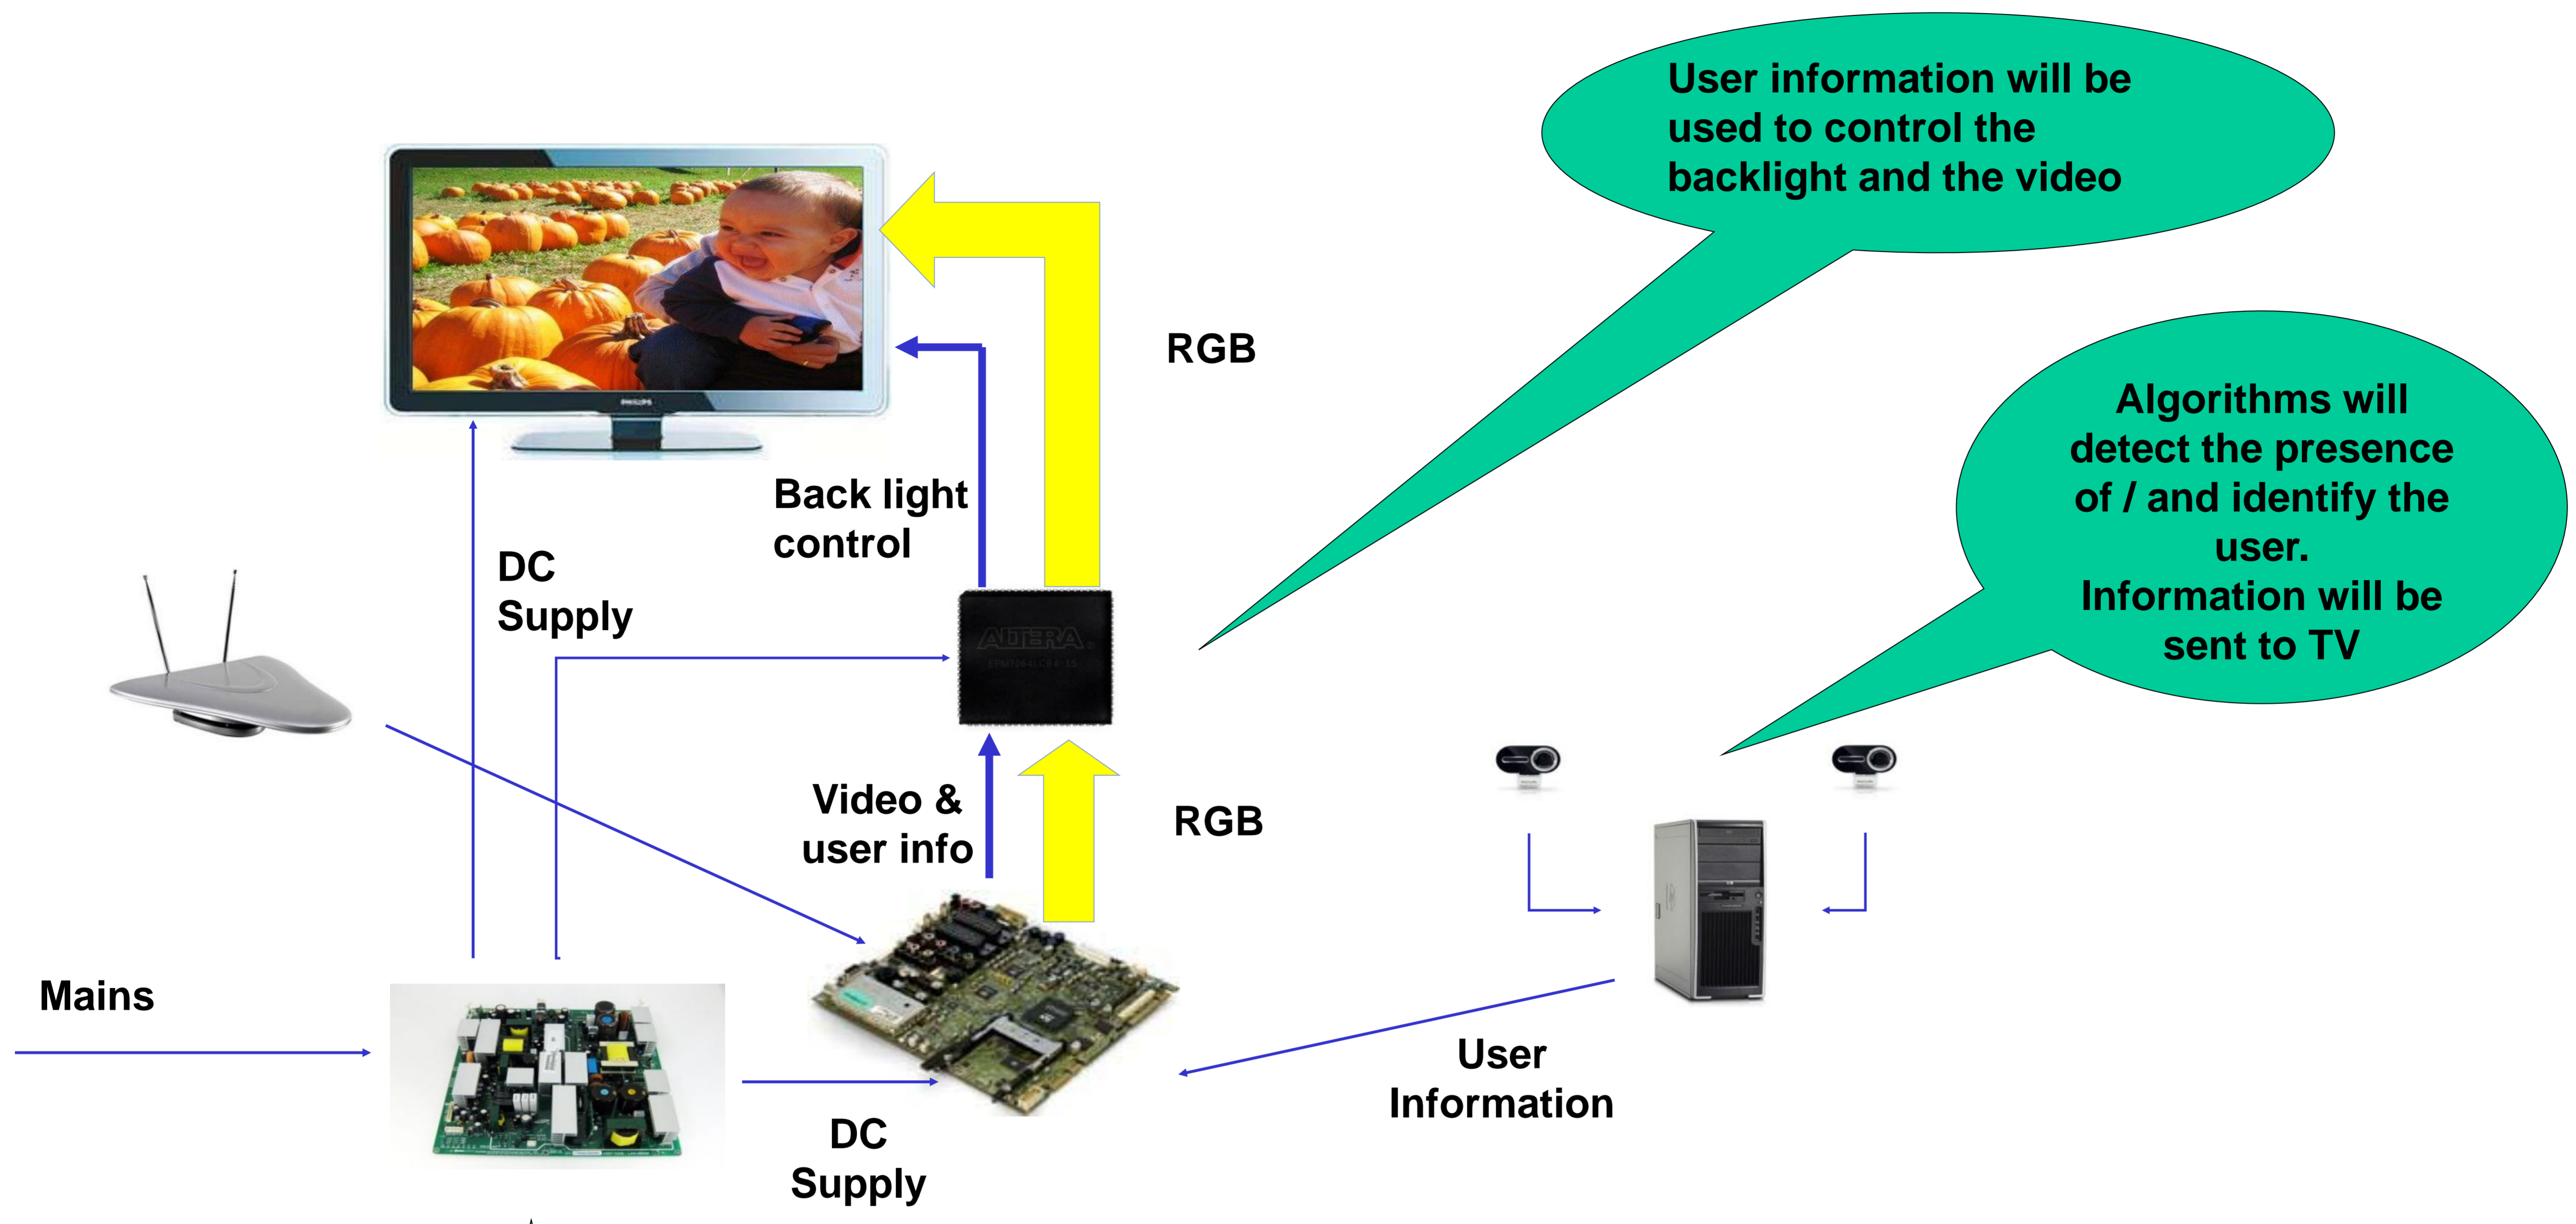 User information will be
used to control the
backlight and the video
RGB
Algorithms will
detect the presence
of / and identify the
user.
Information will be
sent to TV
PHILIPS
Back light
control
DC
Supply
ALTERA
Video &
user info
RGB
Mains
User
Information
DC
Supply